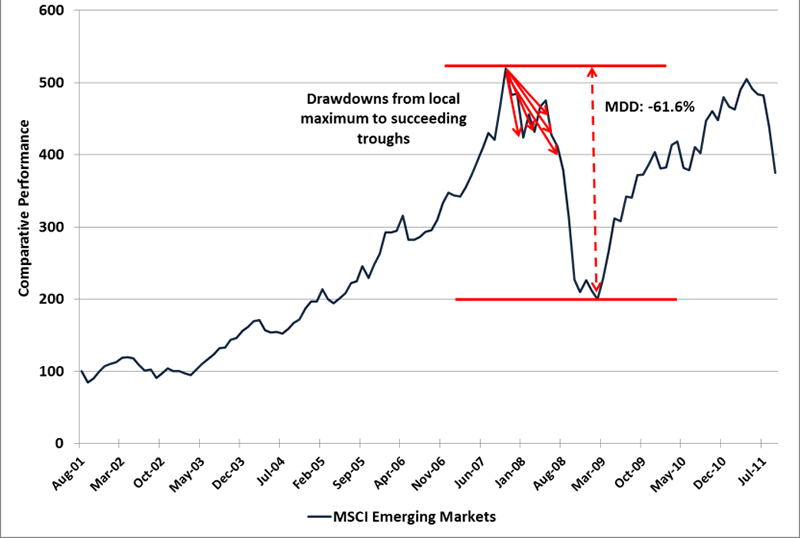 Comparative Performance
600
500
400
300
200
100
0
Drawdowns from local
maximum to succeeding
troughs
MDD: -61.6%
Aug-01
Mar-02
Oct-02
May-03
Dec-03
Jul-04
Feb-05
Sep-05
Apr-06
Nov-06
Jun-07
Jan-08
Aug-08
Mar-09
Oct-09
May-10
Dec-10
Jul-11
MSCI Emerging Markets